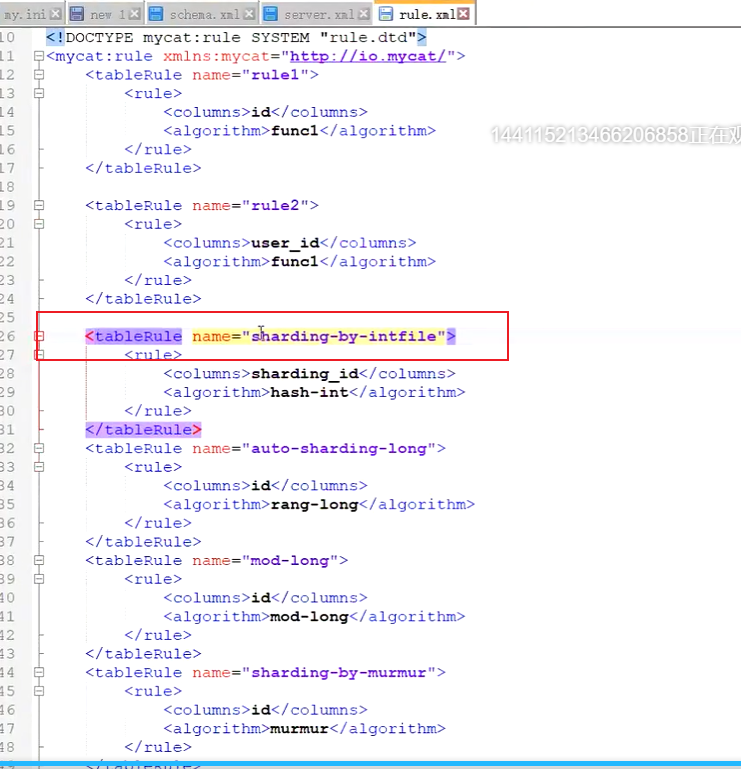 my.ini new 1 schema.xml server.xml rule.xml
10 <!DOCTYPE mycat:rule SYSTEM "rule.dtd">
11 <mycat:rule xmlns:mycat="http://io.mycat/">
12 <tableRule name="rule1">
13 <rule>
14 <columns>id</columns>
15 <algorithm>func1</algorithm>
16 </rule>
17 </tableRule>
18
19 <tableRule name="rule2">
20 <rule>
21 <columns>user_id</columns>
22 <algorithm>func1</algorithm>
23 </rule>
24 </tableRule>
25
26 <tableRule name="sharding-by-intfile">
27 <rule>
28 <columns>sharding_id</columns>
29 <algorithm>hash-int</algorithm>
30 </rule>
31 </tableRule>
32 <tableRule name="auto-sharding-long">
33 <rule>
34 <columns>id</columns>
35 <algorithm>rang-long</algorithm>
36 </rule>
37 </tableRule>
38 <tableRule name="mod-long">
39 <rule>
40 <columns>id</columns>
41 <algorithm>mod-long</algorithm>
42 </rule>
43 </tableRule>
44 <tableRule name="sharding-by-murmur">
45 <rule>
46 <columns>id</columns>
47 <algorithm>murmur</algorithm>
48 </rule>
49 </tableRule>
144115213466206858正在观